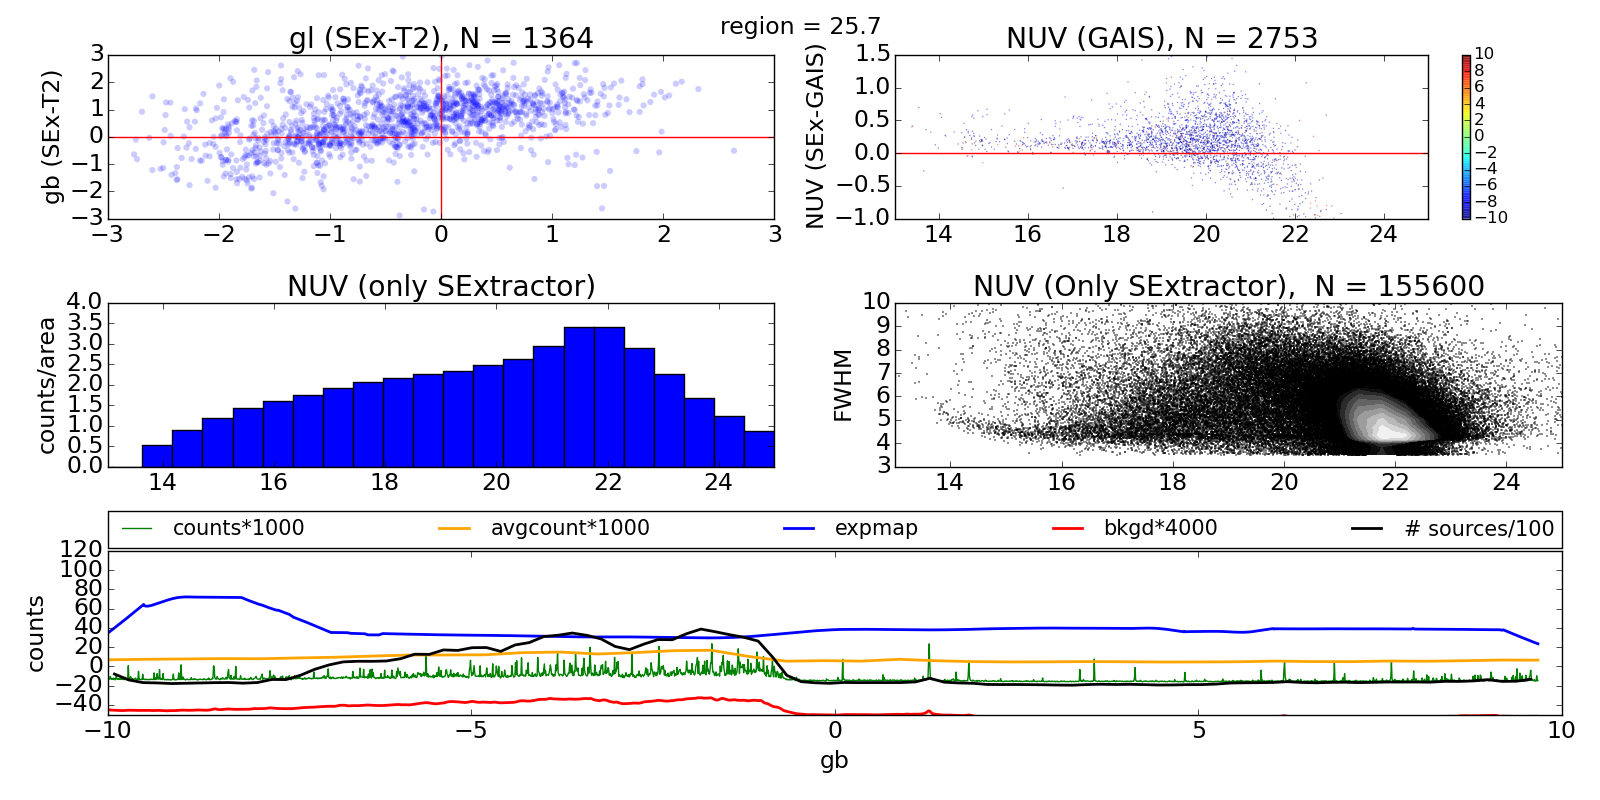 region = 25.7
gl (SEx-T2), N = 1364
gb (SEx-T2)
3
2
1
0
−1
−2
−3
−3 −2 −1 0 1 2 3
NUV (GAIS), N = 2753
NUV (SEx-GAIS)
1.5
1.0
0.5
0.0
−0.5
−1.0
14 16 18 20 22 24
10
8
6
4
2
0
−2
−4
−6
−8
−10
NUV (only SExtractor)
counts/area
4.0
3.5
3.0
2.5
2.0
1.5
1.0
0.5
0.0
14 16 18 20 22 24
NUV (Only SExtractor), N = 155600
FWHM
10
9
8
7
6
5
4
3
14 16 18 20 22 24
counts*1000 avgcount*1000 expmap bkgd*4000 # sources/100
counts
120
100
80
60
40
20
0
−20
−40
−10 −5 0 5 10
gb